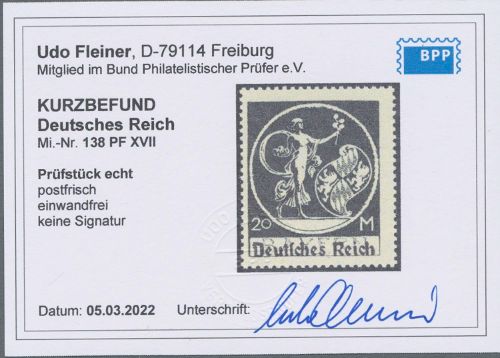 Udo Fleiner, D-79114 Freiburg
Mitglied im Bund Philatelistischer Prüfer e.V.
BPP
KURZBEFUND
Deutsches Reich
Mi.-Nr. 138 PF XVII
Prüfstück echt
postfrisch
einwandfrei
keine Signatur
20 M
Deutsches Reich
Datum: 05.03.2022 Unterschrift: